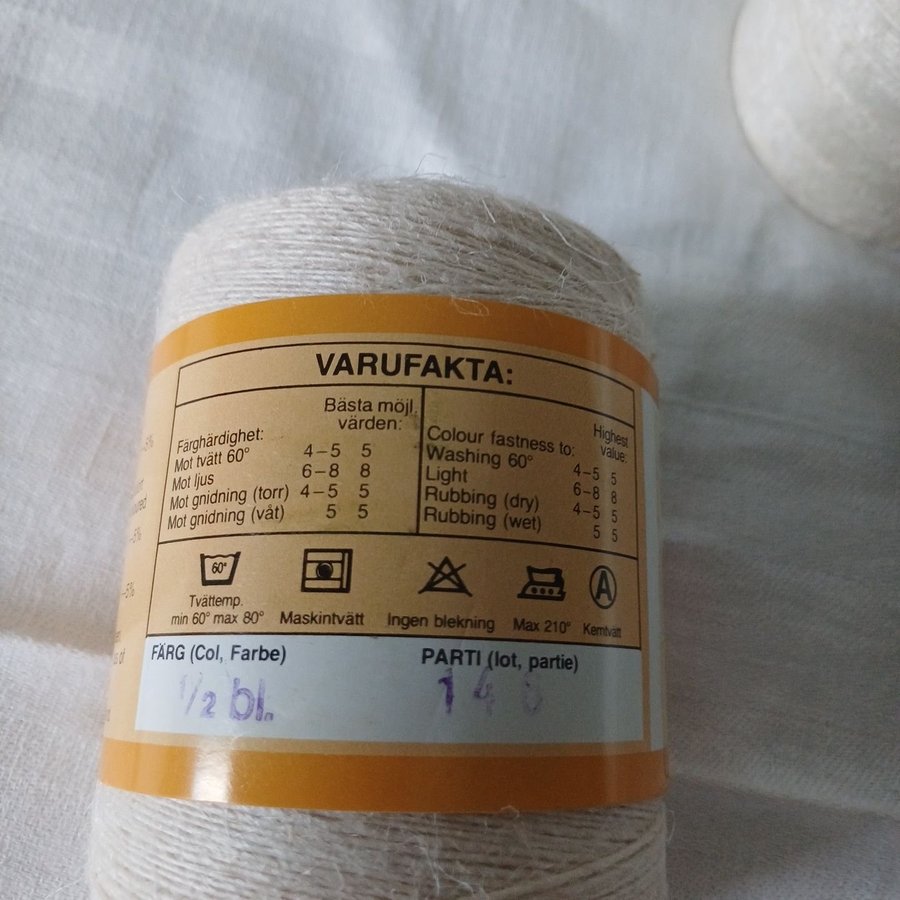 VARUFAKTA:
Bästa möjl. värden:
Färghärdighet:
Mot tvätt 60° 4–5 5
Mot ljus 6–8 8
Mot gnidning (torr) 4–5 5
Mot gnidning (våt) 5 5
Highest value:
Colour fastness to:
Washing 60° 4–5 5
Light 6–8 8
Rubbing (dry) 4–5 5
Rubbing (wet) 5 5
60°
A
Tvättemp.
min 60° max 80°
Maskintvätt
Ingen blekning
Max 210°
Kemtvätt
FÄRG (Col, Farbe)
PARTI (lot, partie)
1/2 bl.
14